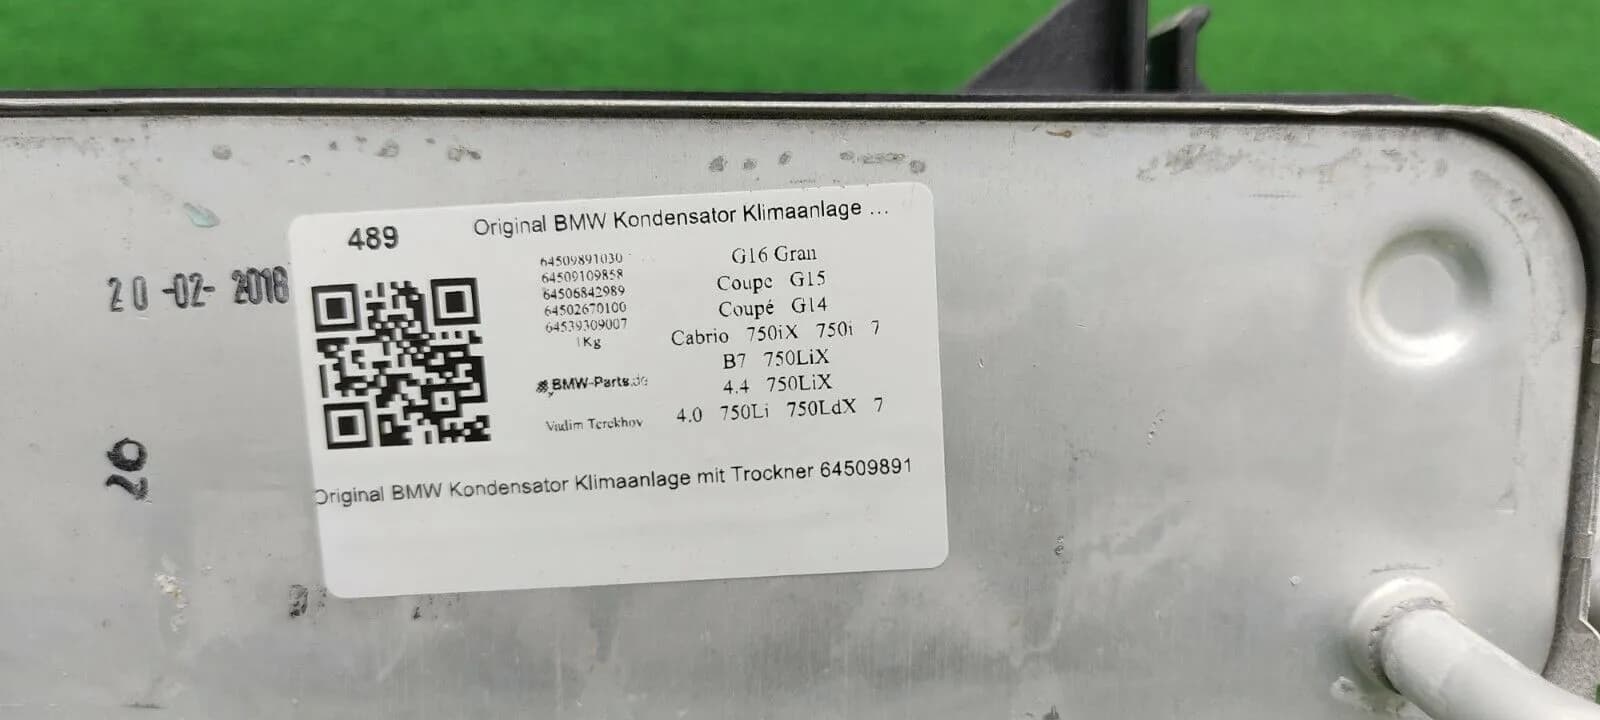 489
Original BMW Kondensator Klimaanlage ...
64509891030
64509109858
64506842989
64502670100
64539309007
1Kg
BMW-Parts.de
Vadim Terekhov
G16 Gran
Coupe G15
Coupé G14
Cabrio 750iX 750i 7
B7 750LiX
4.4 750LiX
4.0 750Li 750LdX 7
Original BMW Kondensator Klimaanlage mit Trockner 64509891
20-02-2018